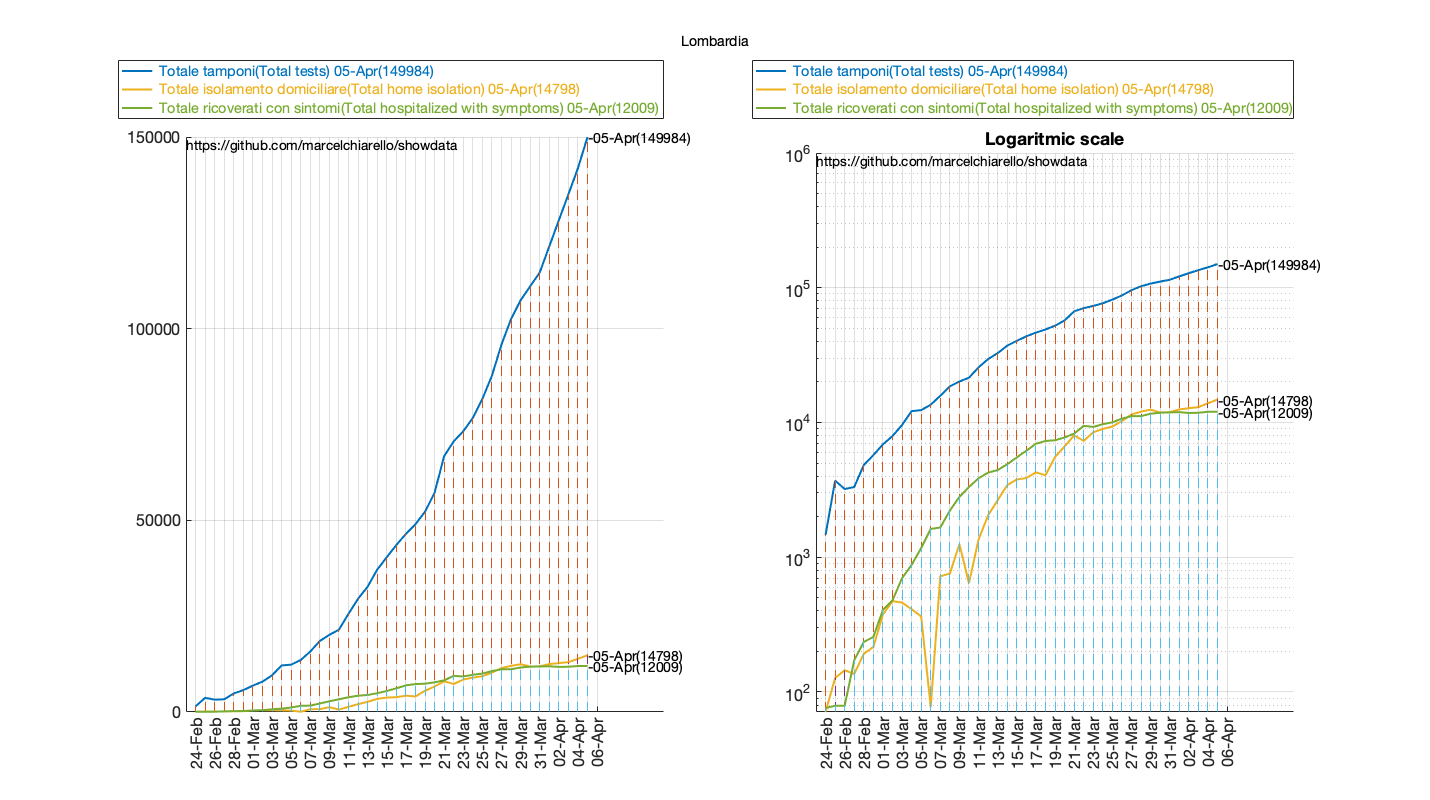 Lombardia
Totale tamponi(Total tests) 05-Apr(149984)
Totale isolamento domiciliare(Total home isolation) 05-Apr(14798)
Totale ricoverati con sintomi(Total hospitalized with symptoms) 05-Apr(12009)
https://github.com/marcelchiarello/showdata
150000
100000
50000
0
-05-Apr(149984)
-05-Apr(14798)
-05-Apr(12009)
24-Feb
26-Feb
28-Feb
01-Mar
03-Mar
05-Mar
07-Mar
09-Mar
11-Mar
13-Mar
15-Mar
17-Mar
19-Mar
21-Mar
23-Mar
25-Mar
27-Mar
29-Mar
31-Mar
02-Apr
04-Apr
06-Apr
Totale tamponi(Total tests) 05-Apr(149984)
Totale isolamento domiciliare(Total home isolation) 05-Apr(14798)
Totale ricoverati con sintomi(Total hospitalized with symptoms) 05-Apr(12009)
Logaritmic scale
https://github.com/marcelchiarello/showdata
10^6
10^5
10^4
10^3
10^2
-05-Apr(149984)
-05-Apr(14798)
-05-Apr(12009)
24-Feb
26-Feb
28-Feb
01-Mar
03-Mar
05-Mar
07-Mar
09-Mar
11-Mar
13-Mar
15-Mar
17-Mar
19-Mar
21-Mar
23-Mar
25-Mar
27-Mar
29-Mar
31-Mar
02-Apr
04-Apr
06-Apr